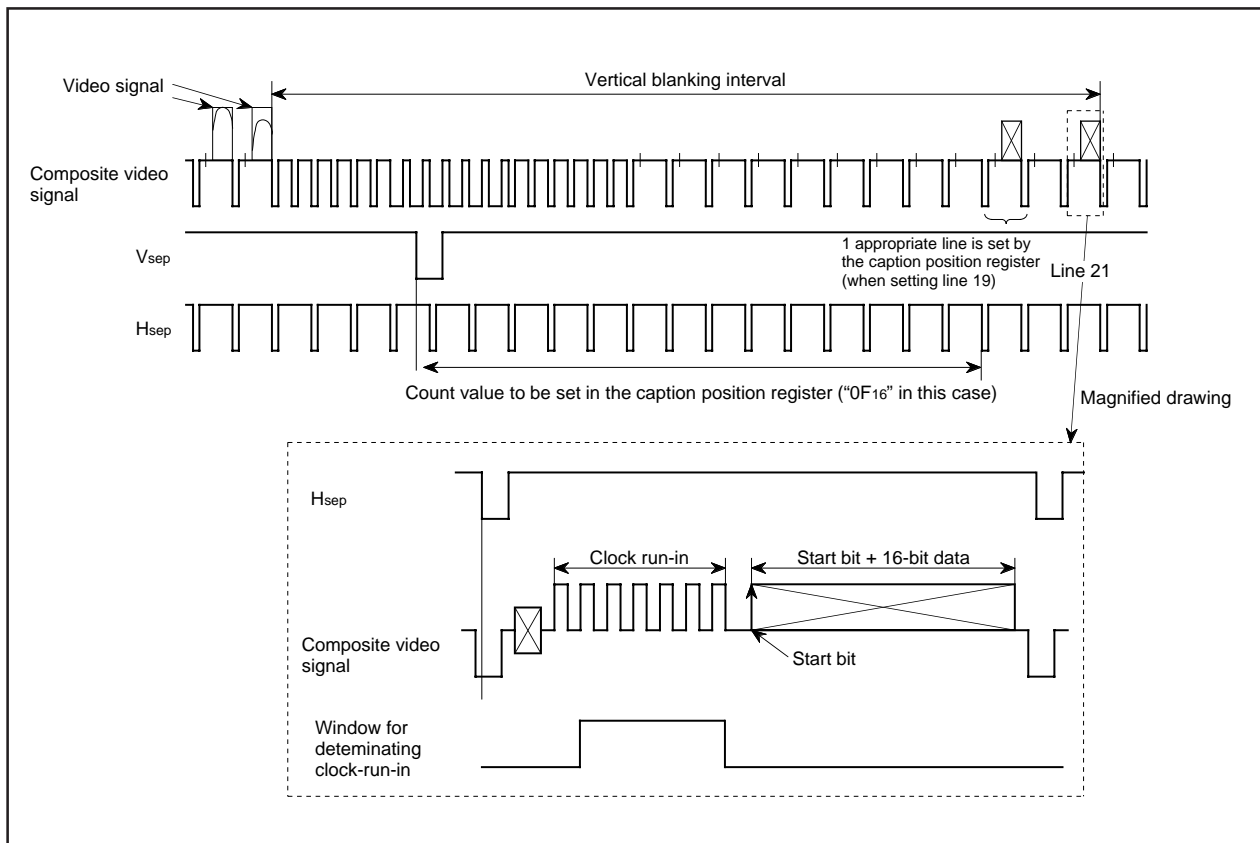 Video signal
Vertical blanking interval
Composite video
signal
Vsep
1 appropriate line is set by
the caption position register
(when setting line 19)
Line 21
Hsep
Count value to be set in the caption position register (“0F16” in this case)
Magnified drawing
Hsep
Clock run-in
Start bit + 16-bit data
Composite video
signal
Start bit
Window for
deteminating
clock-run-in